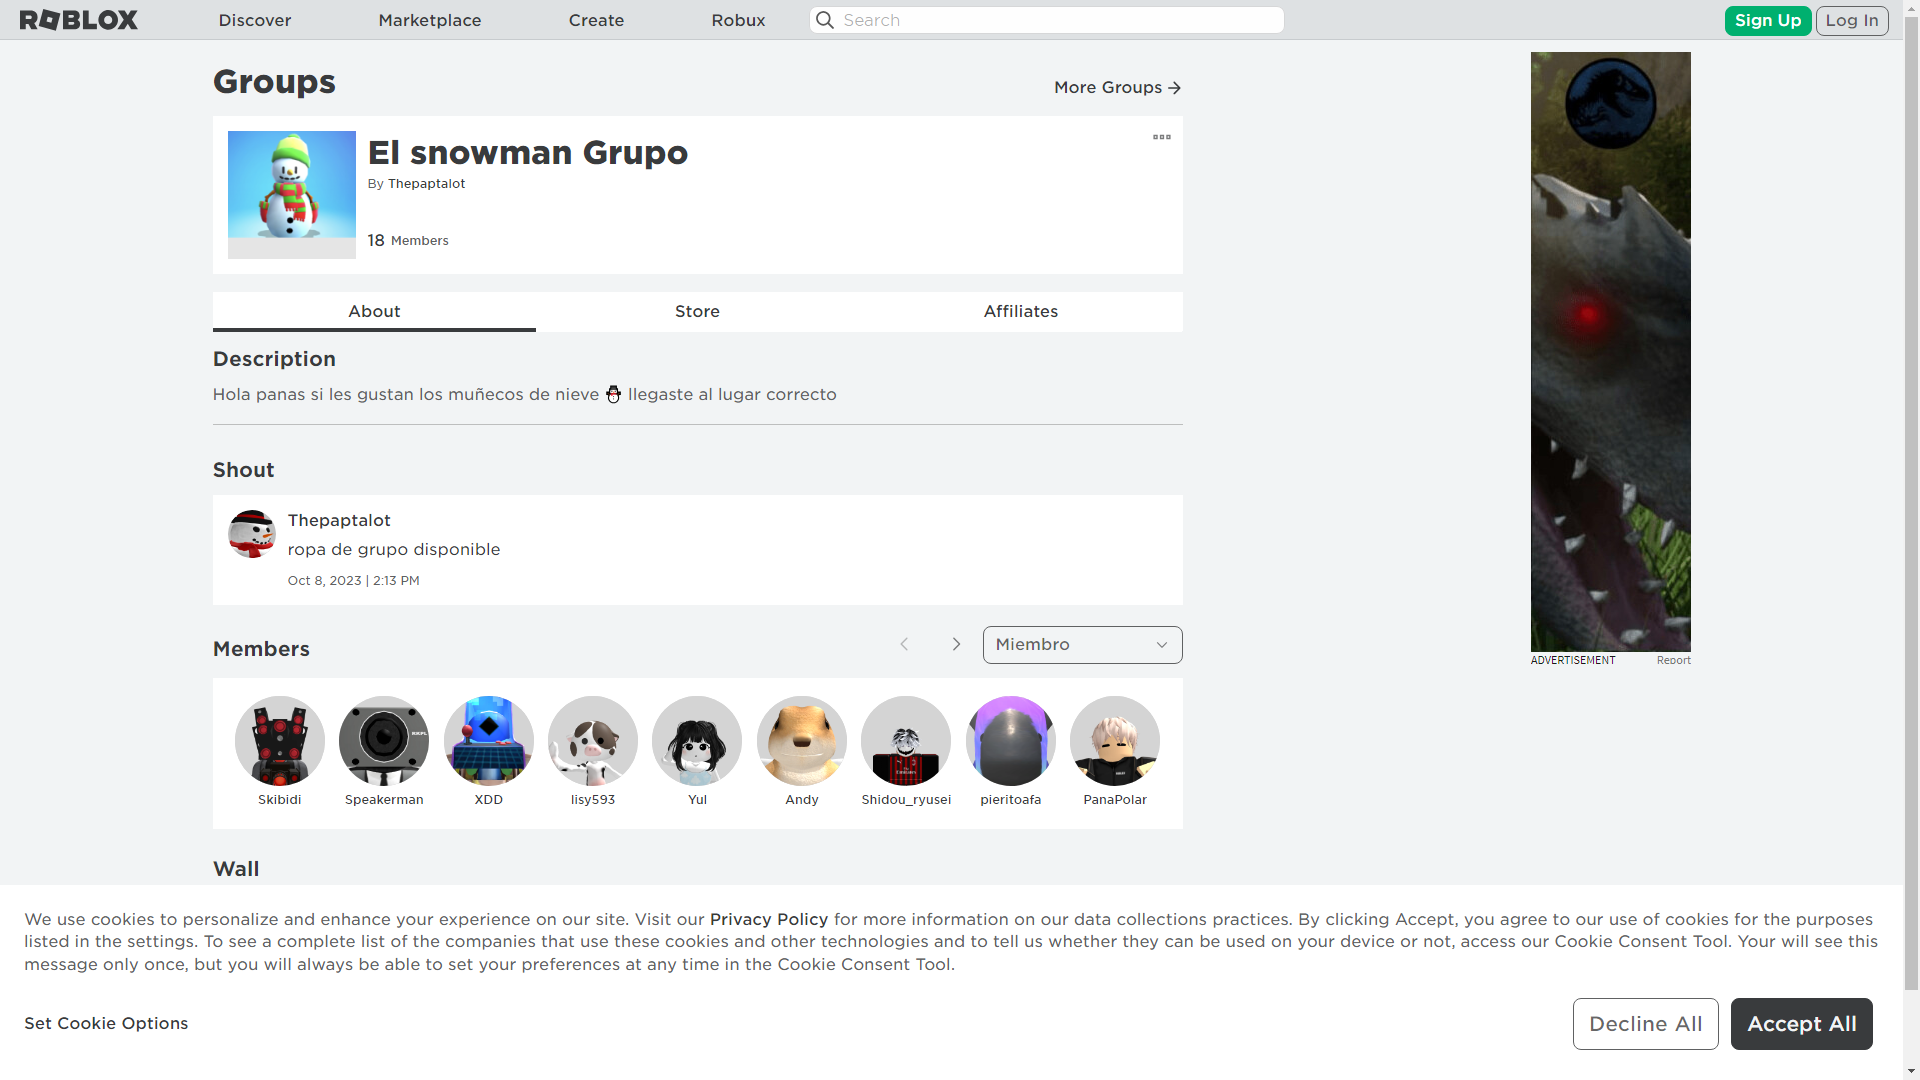 ROBLOX
Discover
Marketplace
Create
Robux
Search
Sign Up
Log In
Groups
More Groups
El snowman Grupo
By Thepaptalot
18 Members
About
Store
Affiliates
Description
Hola panas si les gustan los muñecos de nieve ⛄ llegaste al lugar correcto
Shout
Thepaptalot
ropa de grupo disponible
Oct 8, 2023 | 2:13 PM
ADVERTISEMENT
Report
Members
Miembro
Skibidi
Speakerman
XDD
lisy593
Yul
Andy
Shidou_ryusei
pieritoafa
PanaPolar
Wall
We use cookies to personalize and enhance your experience on our site. Visit our Privacy Policy for more information on our data collections practices. By clicking Accept, you agree to our use of cookies for the purposes
listed in the settings. To see a complete list of the companies that use these cookies and other technologies and to tell us whether they can be used on your device or not, access our Cookie Consent Tool. Your will see this
message only once, but you will always be able to set your preferences at any time in the Cookie Consent Tool.
Set Cookie Options
Decline All
Accept All